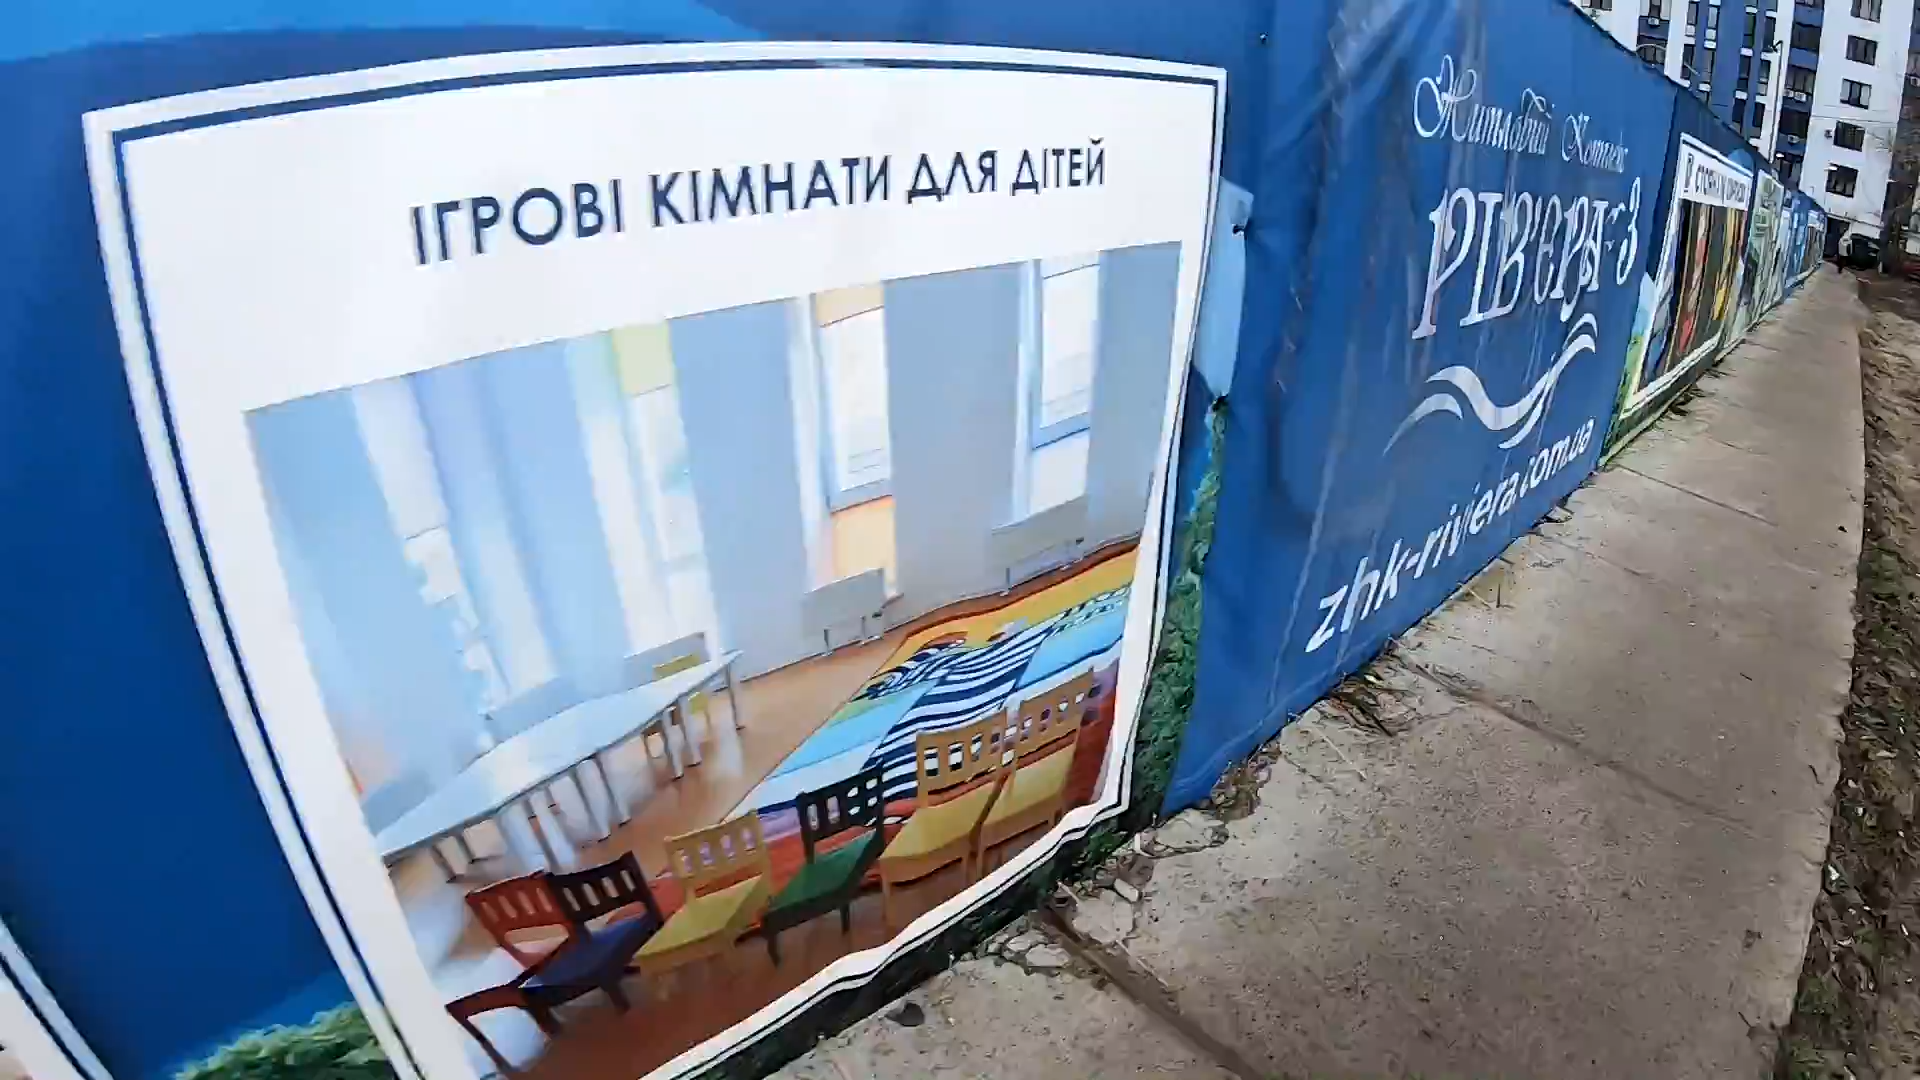 ІГРОВІ КІМНАТИ ДЛЯ ДІТЕЙ
Житловий Комплекс
РІВ'ЄРА-3
zhk-riviera.com.ua